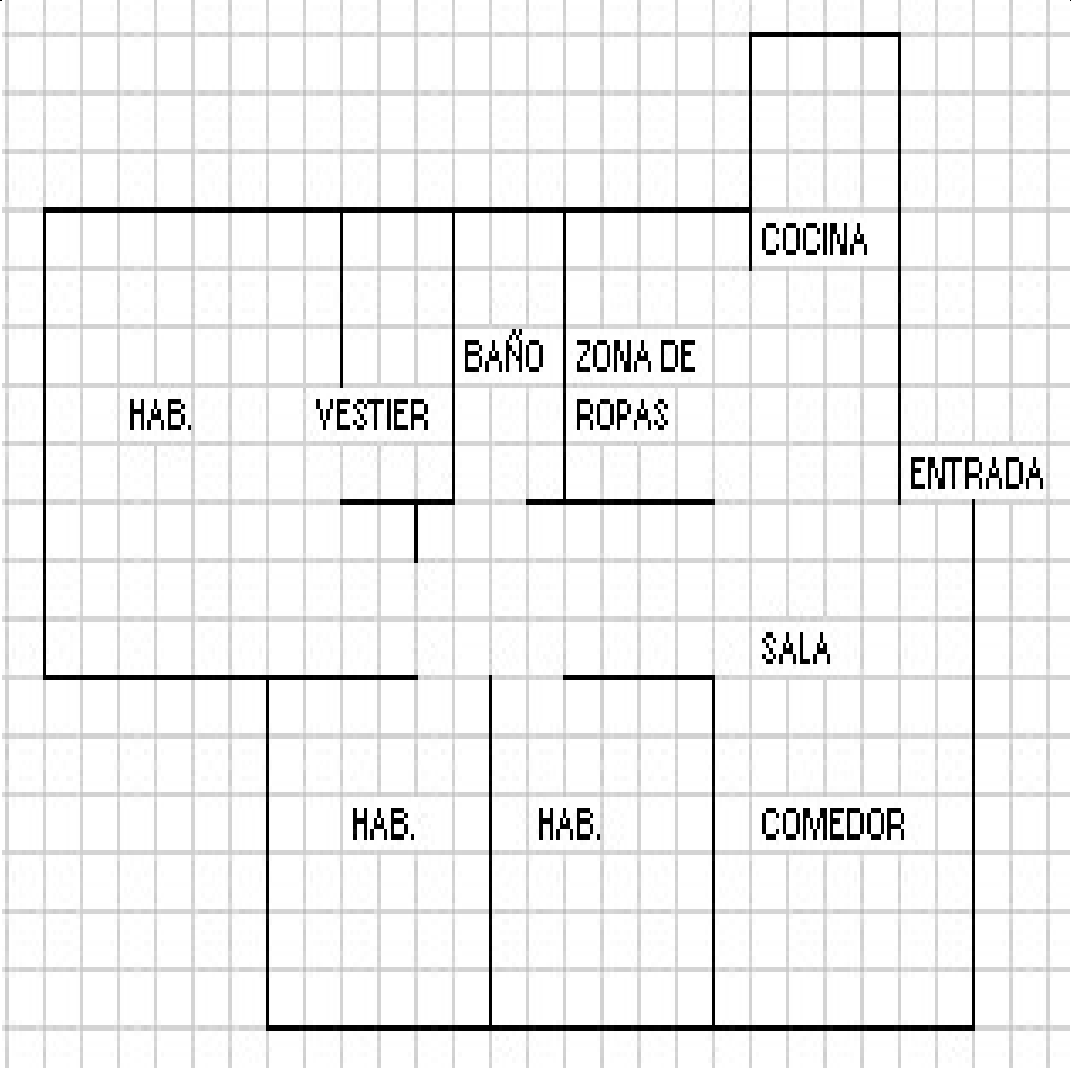 COCINA
BAÑO
ZONA DE
ROPAS
HAB.
VESTIER
ENTRADA
SALA
HAB.
HAB.
COMEDOR